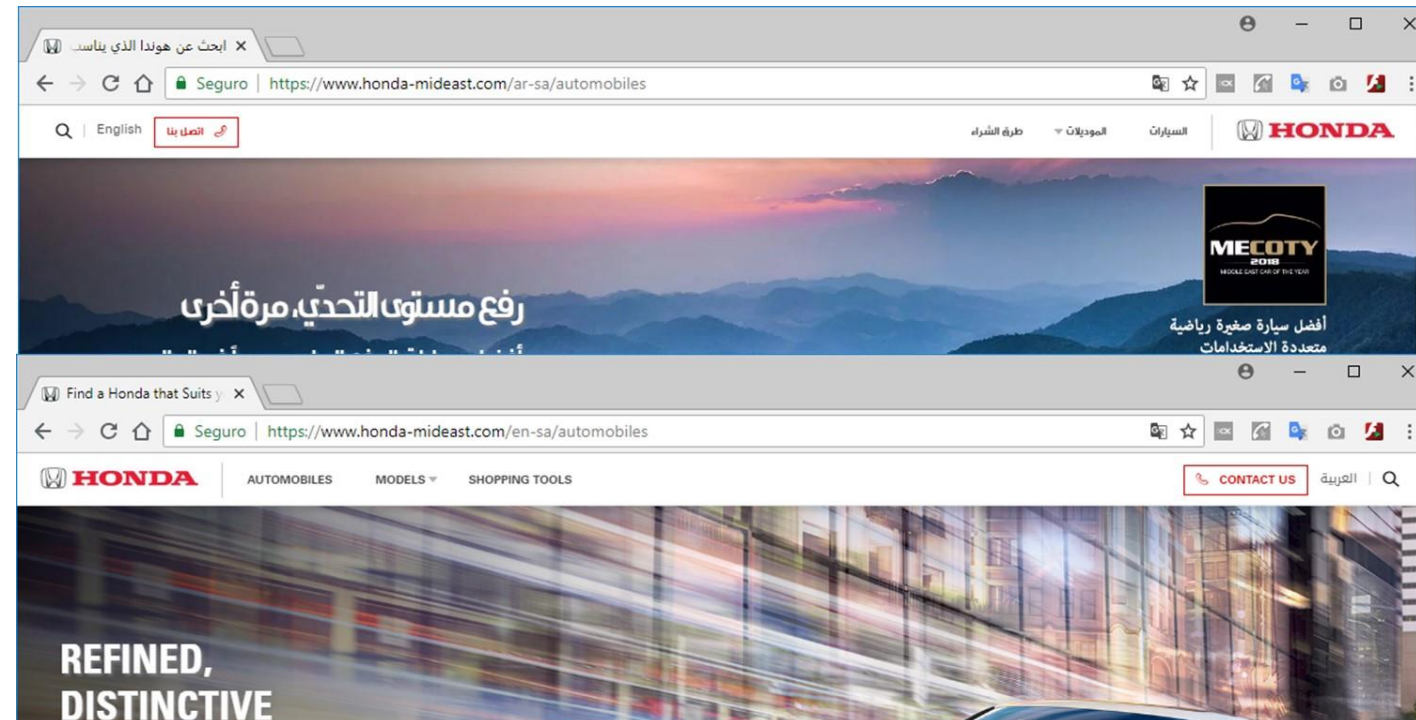 ابحث عن هوندا الذي يناسب
Seguro | https://www.honda-mideast.com/ar-sa/automobiles
HONDA السيارات الموديلات طرق الشراء اتصل بنا English
MECOTY
2018
MIDDLE EAST CAR OF THE YEAR
رفع مستوى التحدّي، مرة أخرى
أفضل سيارة صغيرة رياضية
متعددة الاستخدامات
Find a Honda that Suits y
Seguro | https://www.honda-mideast.com/en-sa/automobiles
HONDA AUTOMOBILES MODELS SHOPPING TOOLS CONTACT US العربية
REFINED,
DISTINCTIVE